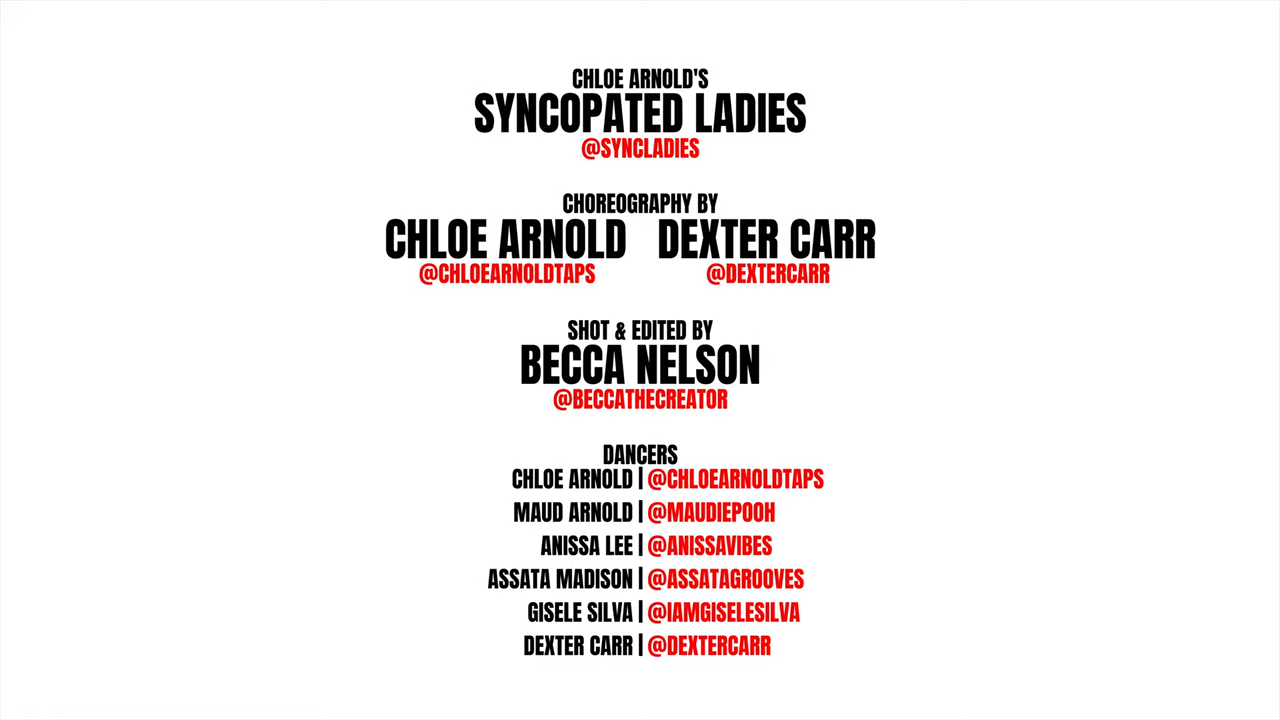 CHLOE ARNOLD'S
SYNCOPATED LADIES
@SYNCLADIES
CHOREOGRAPHY BY
CHLOE ARNOLD DEXTER CARR
@CHLOEARNOLDTAPS @DEXTERCARR
SHOT & EDITED BY
BECCA NELSON
@BECCATHECREATOR
DANCERS
CHLOE ARNOLD | @CHLOEARNOLDTAPS
MAUD ARNOLD | @MAUDIEPOOH
ANISSA LEE | @ANISSAVIBES
ASSATA MADISON | @ASSATAGROOVES
GISELE SILVA | @IAMGISELESILVA
DEXTER CARR | @DEXTERCARR